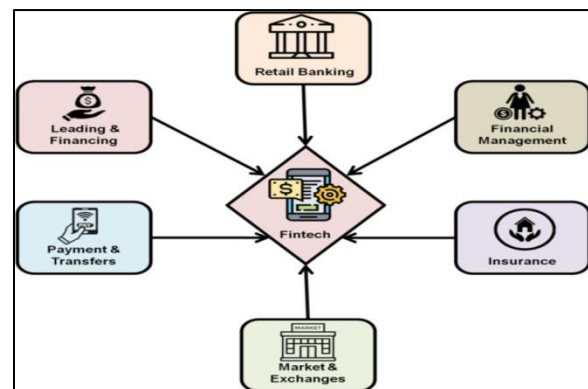 Retail Banking
Leading &
Financing
$
Financial
Management
$
$
Fintech
Payment &
Transfers
Insurance
MARKET
Market &
Exchanges